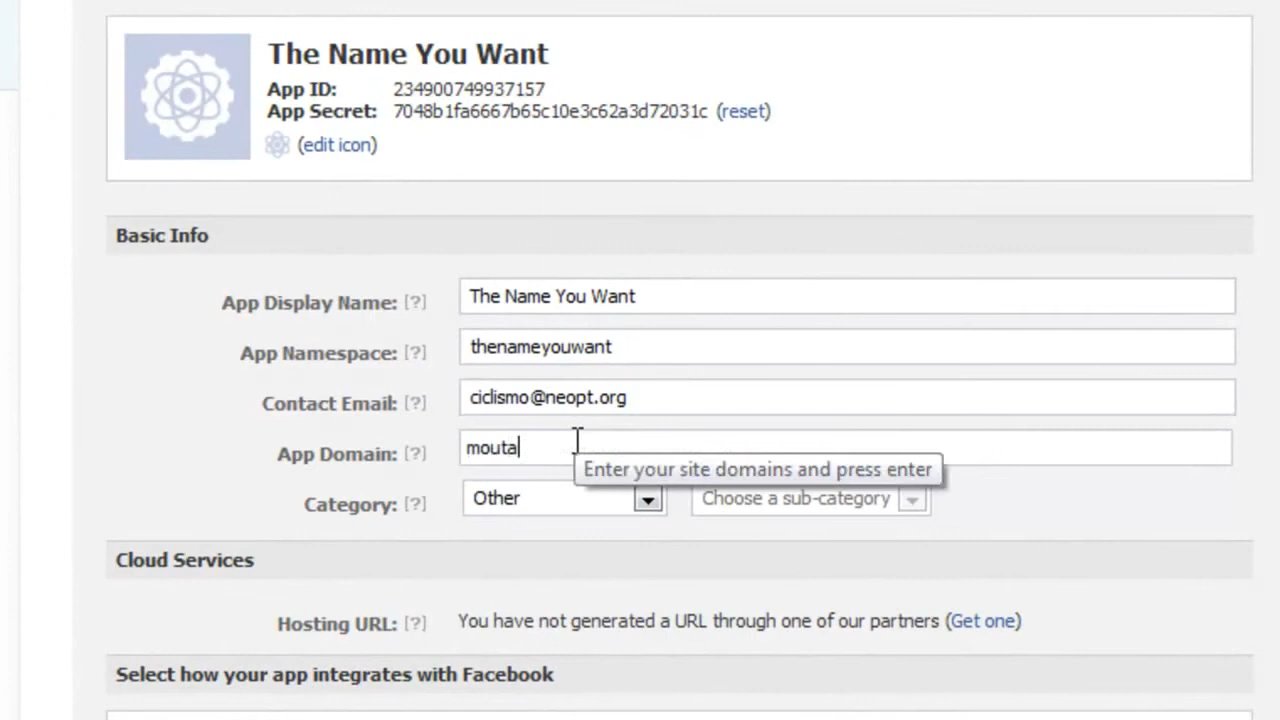 The Name You Want
App ID: 234900749937157
App Secret: 7048b1fa6667b65c10e3c62a3d72031c (reset)
(edit icon)
Basic Info
App Display Name: [?] The Name You Want
App Namespace: [?] thenameyouwant
Contact Email: [?] ciclismo@neopt.org
App Domain: [?] mouta
Enter your site domains and press enter
Category: [?] Other Choose a sub-category
Cloud Services
Hosting URL: [?] You have not generated a URL through one of our partners (Get one)
Select how your app integrates with Facebook